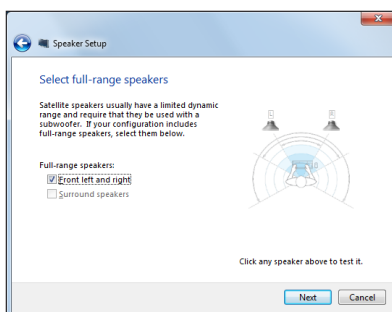 Speaker Setup
Select full-range speakers
Satellite speakers usually have a limited dynamic
range and require that they be used with a
subwoofer. If your configuration includes
full-range speakers, select them below.
Full-range speakers:
Front left and right
Surround speakers
L R
Click any speaker above to test it.
Next Cancel